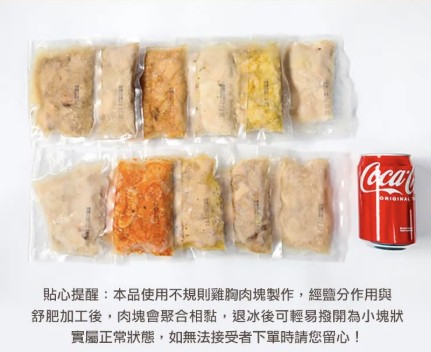 Coca-C
ORIGINAL
貼心提醒：本品使用不規則雞胸肉塊製作，經鹽分作用與
舒肥加工後，肉塊會聚合相黏，退冰後可輕易撥開為小塊狀
實屬正常狀態，如無法接受者下單時請您留心！